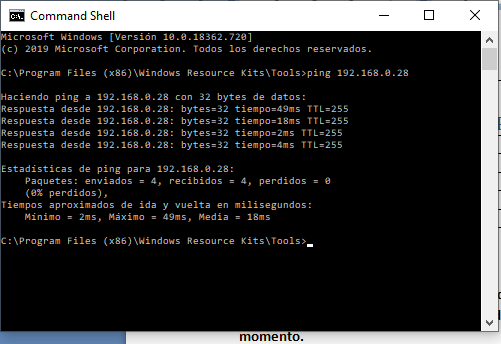 Command Shell
Microsoft Windows [Versión 10.0.18362.720]
(c) 2019 Microsoft Corporation. Todos los derechos reservados.
C:\Program Files (x86)\Windows Resource Kits\Tools>ping 192.168.0.28
Haciendo ping a 192.168.0.28 con 32 bytes de datos:
Respuesta desde 192.168.0.28: bytes=32 tiempo=49ms TTL=255
Respuesta desde 192.168.0.28: bytes=32 tiempo=18ms TTL=255
Respuesta desde 192.168.0.28: bytes=32 tiempo=2ms TTL=255
Respuesta desde 192.168.0.28: bytes=32 tiempo=4ms TTL=255
Estadísticas de ping para 192.168.0.28:
Paquetes: enviados = 4, recibidos = 4, perdidos = 0
(0% perdidos),
Tiempos aproximados de ida y vuelta en milisegundos:
Mínimo = 2ms, Máximo = 49ms, Media = 18ms
C:\Program Files (x86)\Windows Resource Kits\Tools>
momento.